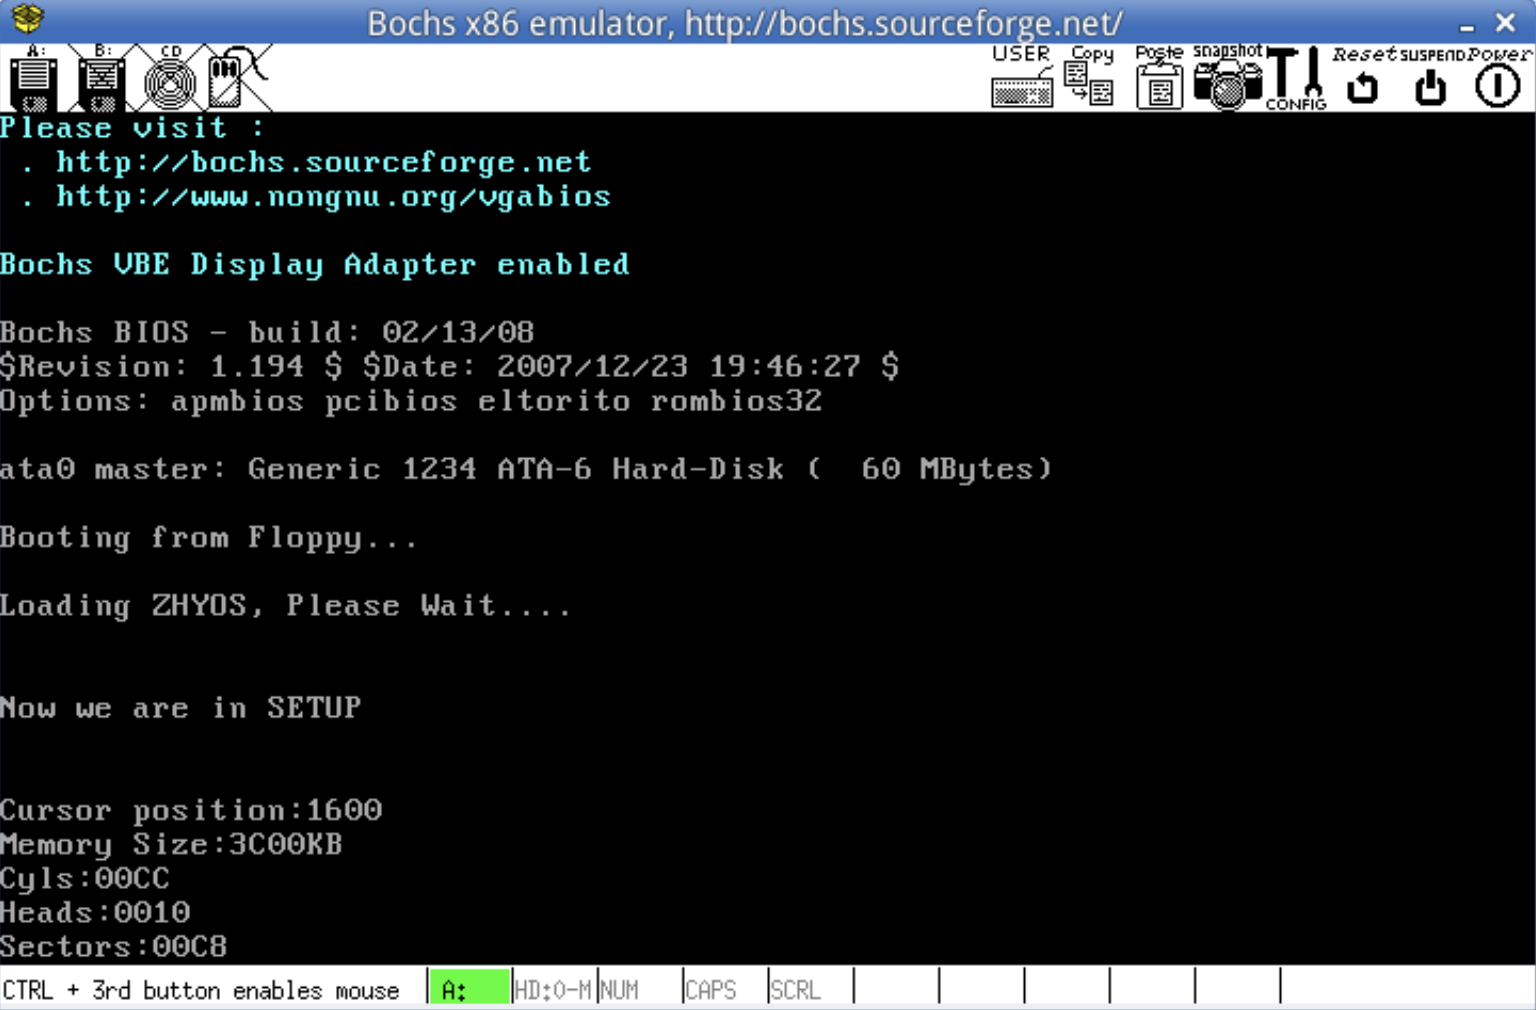 Bochs x86 emulator, http://bochs.sourceforge.net/
A: B: CD USER Copy Paste snapshot CONFIG Reset SUSPEND Power
Please visit :
. http://bochs.sourceforge.net
. http://www.nongnu.org/vgabios
Bochs VBE Display Adapter enabled
Bochs BIOS - build: 02/13/08
$Revision: 1.194 $ $Date: 2007/12/23 19:46:27 $
Options: apmbios pcibios eltorito rombios32
ata0 master: Generic 1234 ATA-6 Hard-Disk (  60 MBytes)
Booting from Floppy...
Loading ZHYOS, Please Wait....
Now we are in SETUP
Cursor position:1600
Memory Size:3C00KB
Cyls:00CC
Heads:0010
Sectors:00C8
CTRL + 3rd button enables mouse A: HD:0-M NUM CAPS SCRL